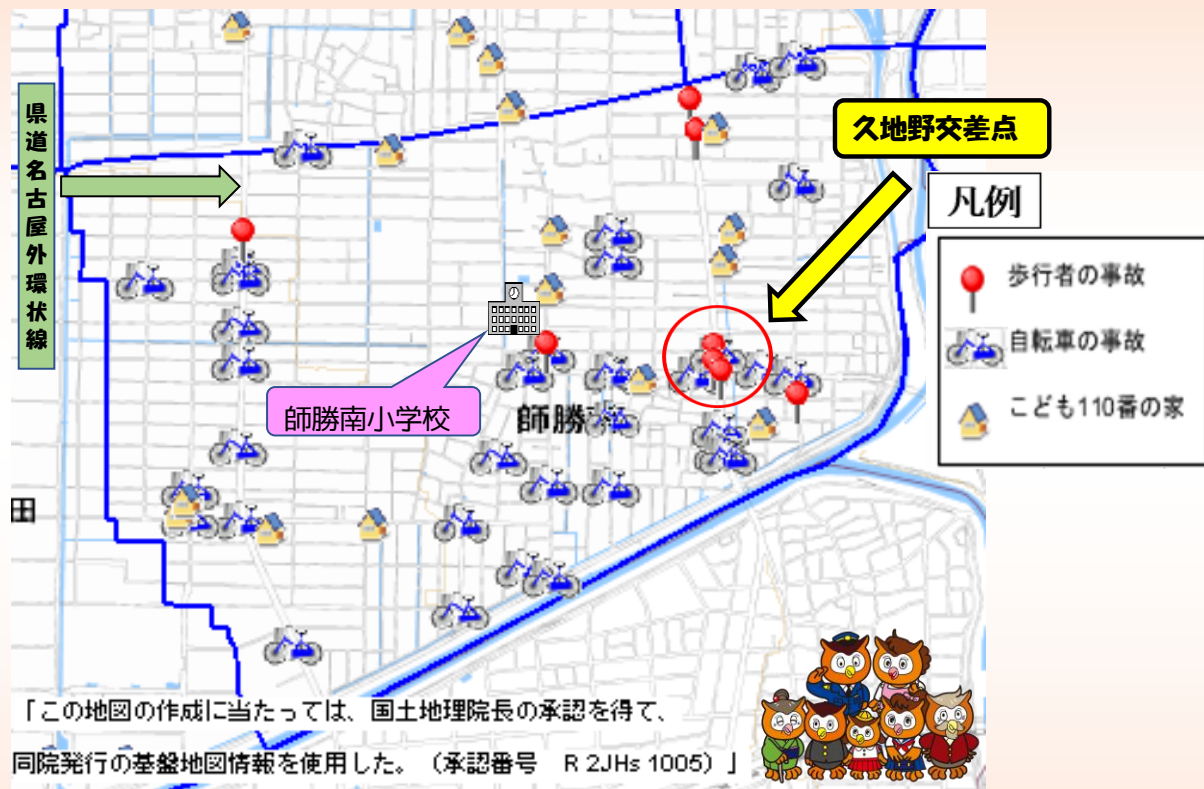 県道名古屋外環状線
久地野交差点
凡例
歩行者の事故
自転車の事故
こども110番の家
師勝南小学校
師勝
田
「この地図の作成に当たっては、国土地理院長の承認を得て、
同院発行の基盤地図情報を使用した。（承認番号　R 2JHs 1005）」